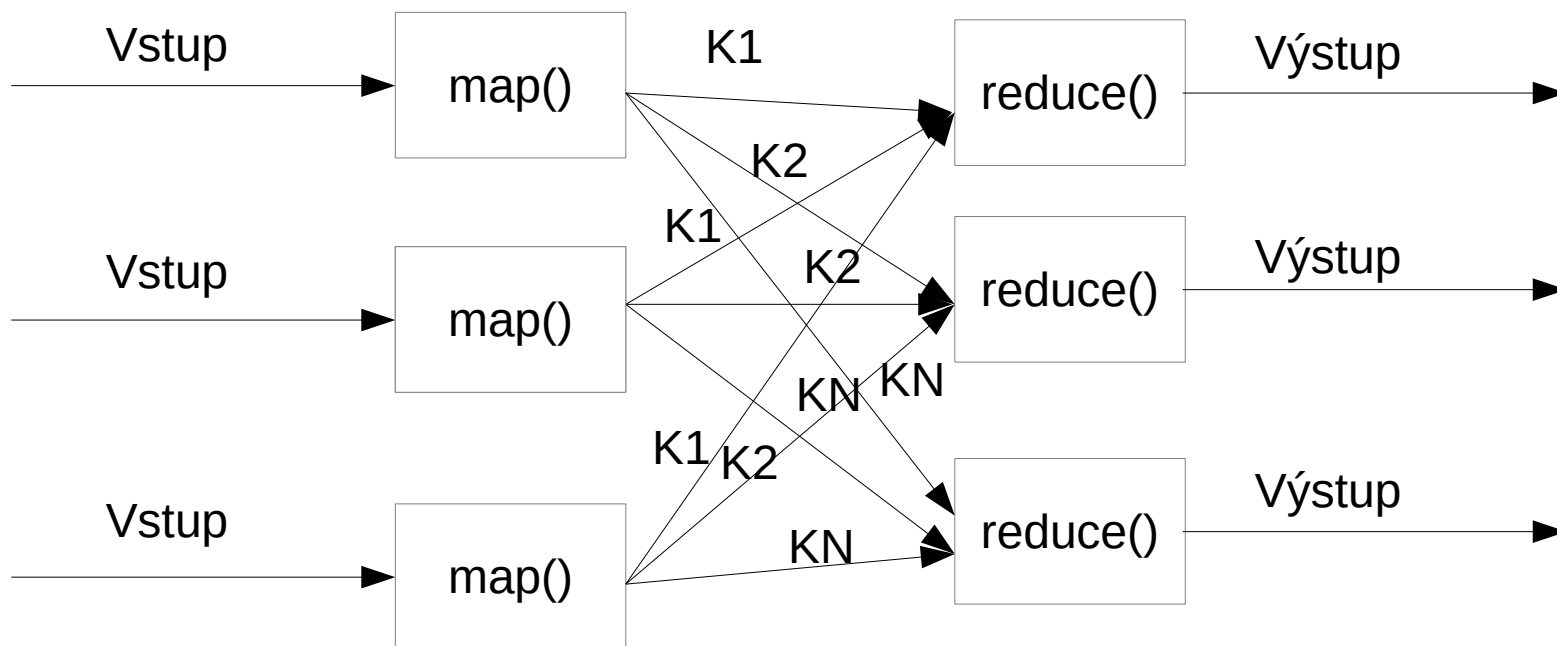 Vstup
map()
K1
reduce()
Výstup
K2
K1
Vstup
map()
K2
reduce()
Výstup
KN
KN
K1
K2
Vstup
map()
KN
reduce()
Výstup